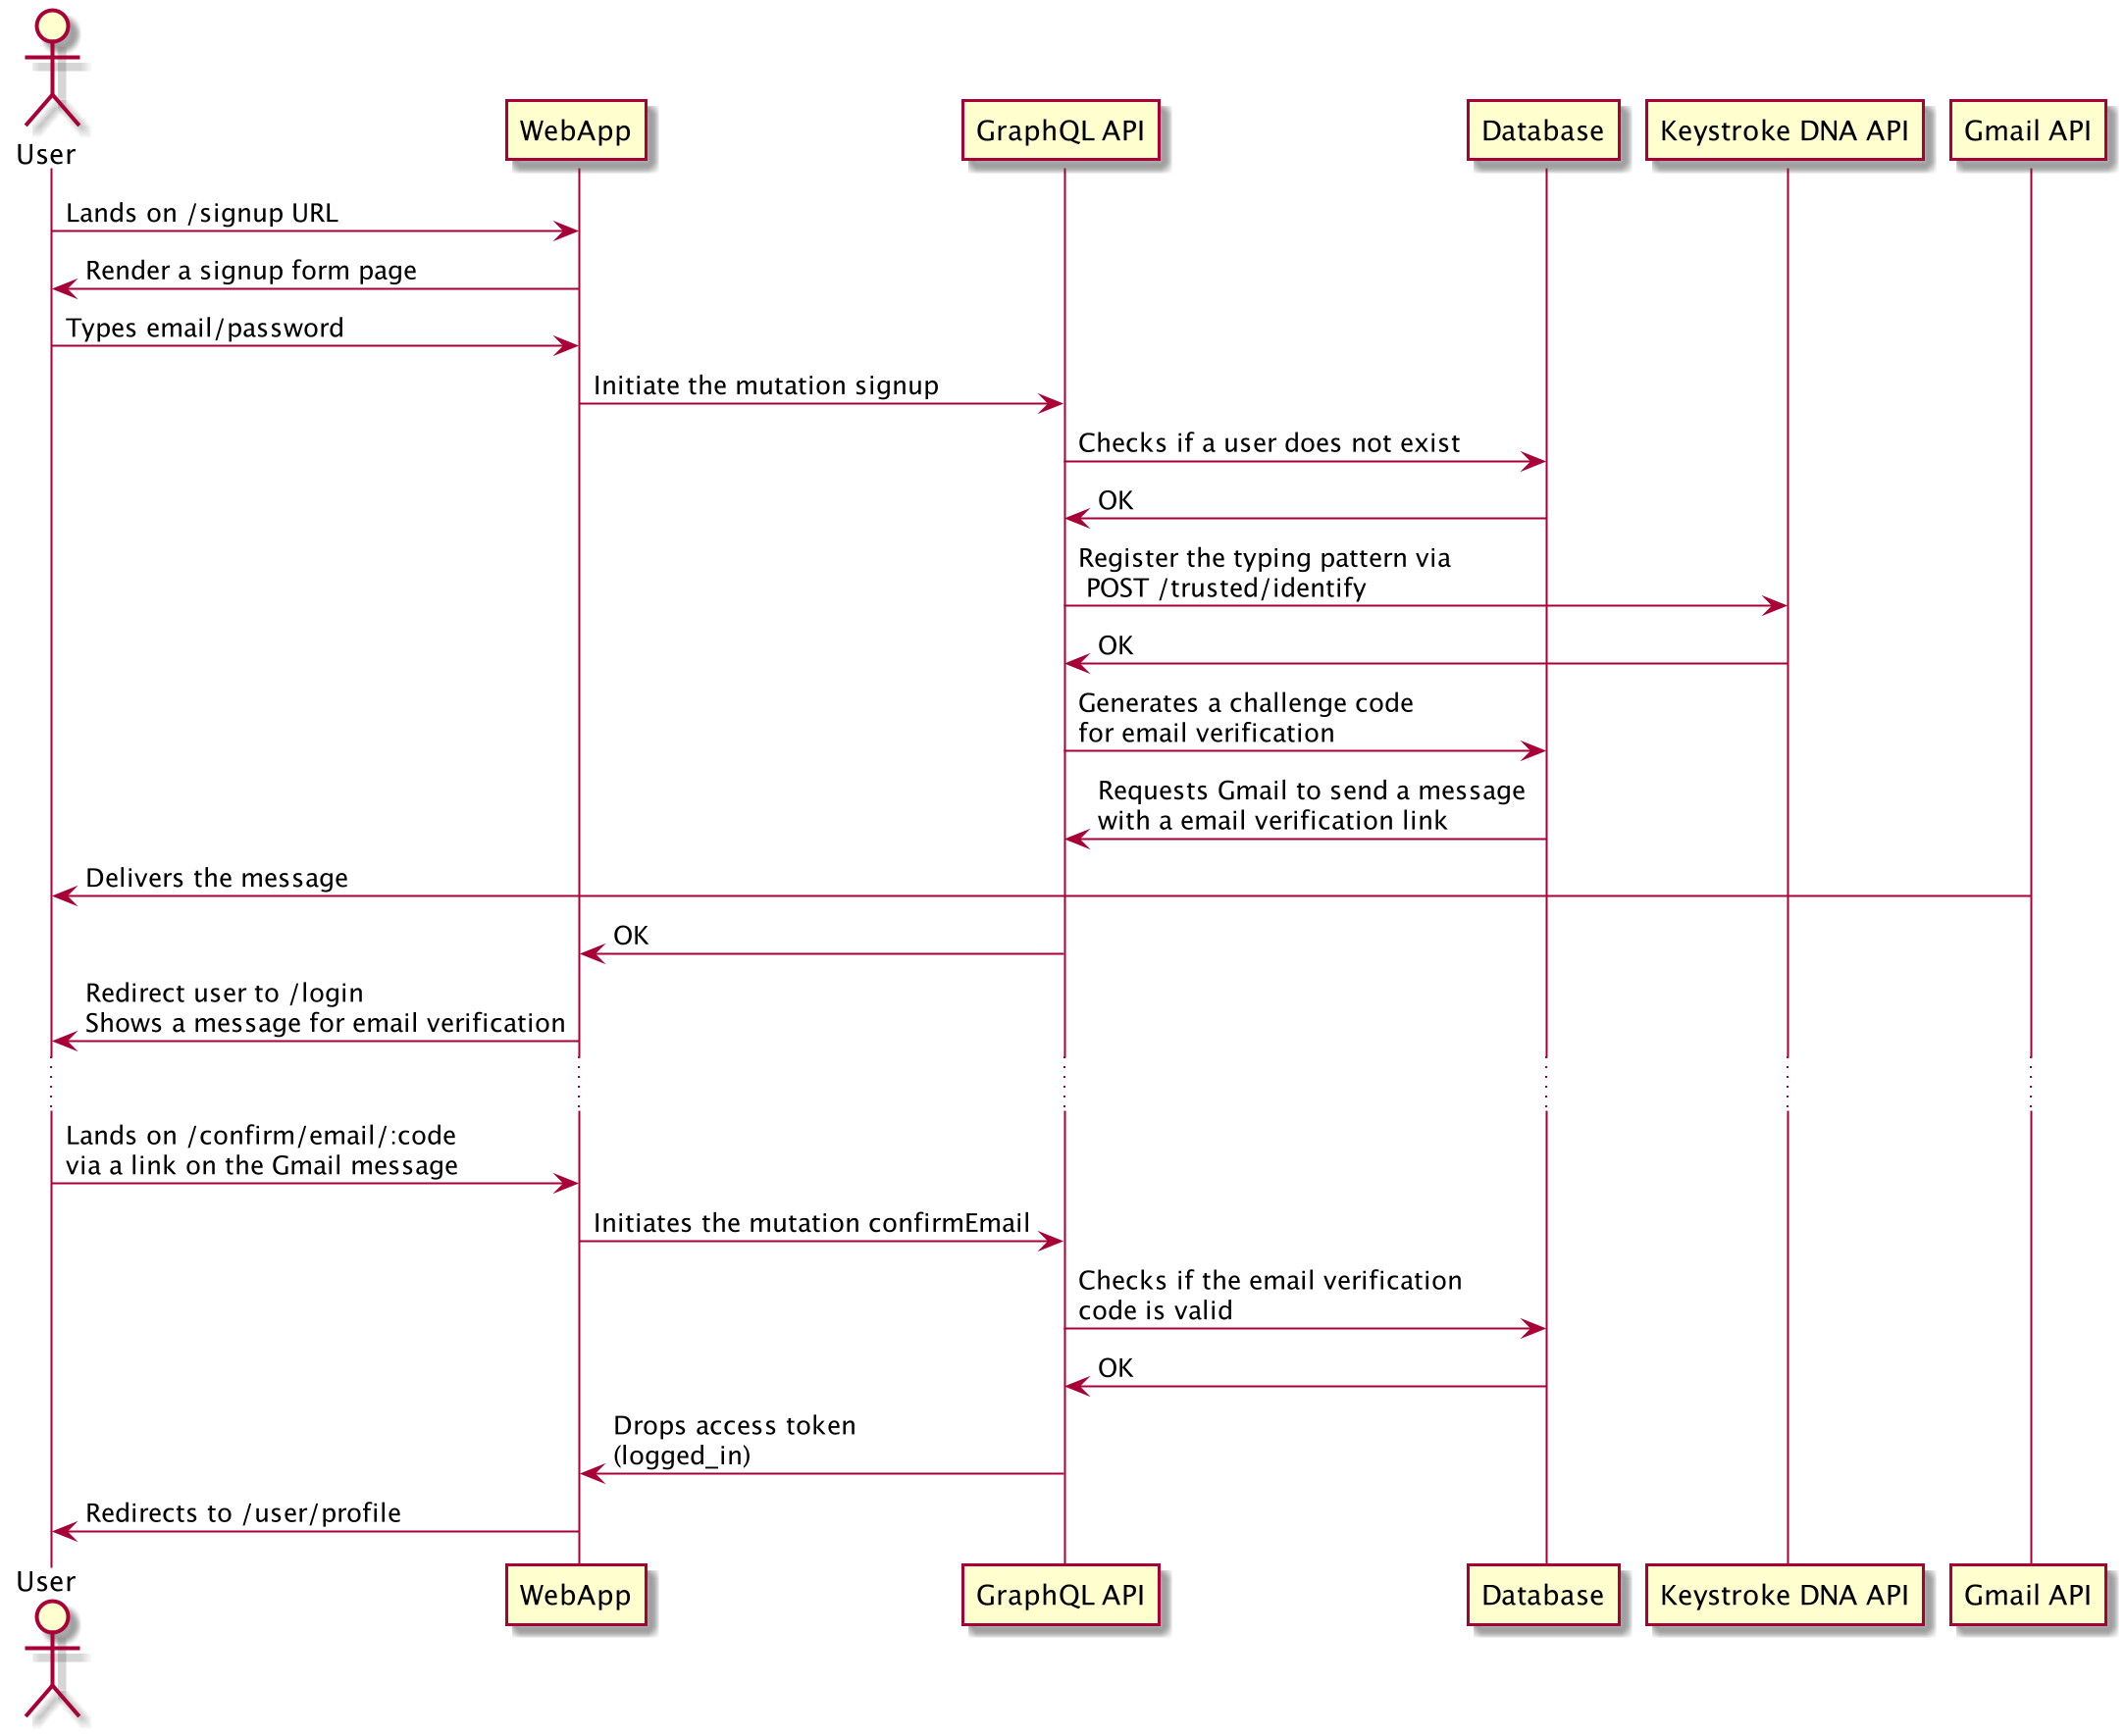 User
WebApp
GraphQL API
Database
Keystroke DNA API
Gmail API
Lands on /signup URL
Render a signup form page
Types email/password
Initiate the mutation signup
Checks if a user does not exist
OK
Register the typing pattern via
POST /trusted/identify
OK
Generates a challenge code
for email verification
Requests Gmail to send a message
with a email verification link
Delivers the message
OK
Redirect user to /login
Shows a message for email verification
Lands on /confirm/email/:code
via a link on the Gmail message
Initiates the mutation confirmEmail
Checks if the email verification
code is valid
OK
Drops access token
(logged_in)
Redirects to /user/profile
User
WebApp
GraphQL API
Database
Keystroke DNA API
Gmail API